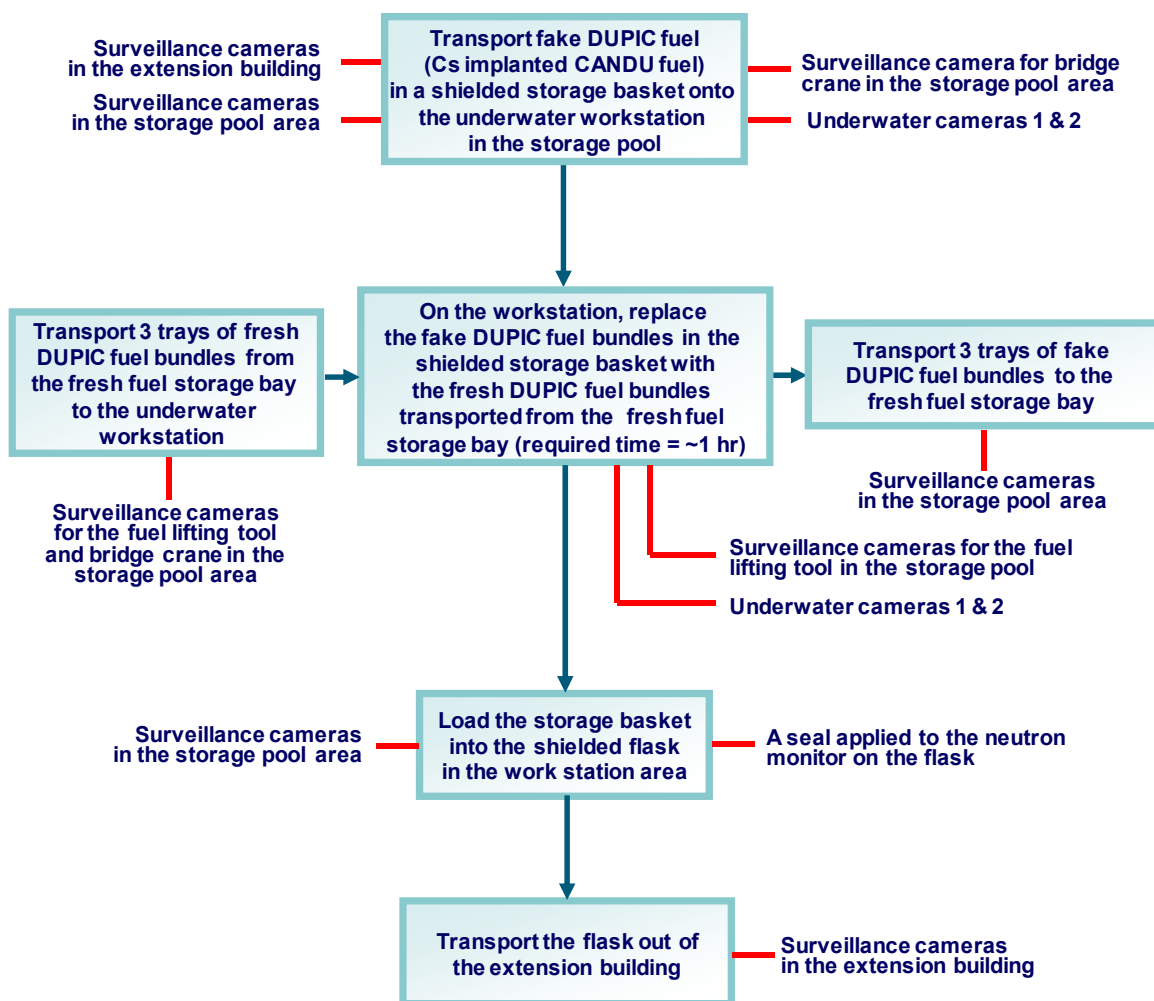 Surveillance cameras
in the extension building
Surveillance cameras
in the storage pool area
Transport fake DUPIC fuel
(Cs implanted CANDU fuel)
in a shielded storage basket onto
the underwater workstation
in the storage pool
Surveillance camera for bridge
crane in the storage pool area
Underwater cameras 1 & 2
Transport 3 trays of fresh
DUPIC fuel bundles from
the fresh fuel storage bay
to the underwater
workstation
Surveillance cameras
for the fuel lifting tool
and bridge crane in the
storage pool area
On the workstation, replace
the fake DUPIC fuel bundles in the
shielded storage basket with
the fresh DUPIC fuel bundles
transported from the fresh fuel
storage bay (required time = ~1 hr)
Transport 3 trays of fake
DUPIC fuel bundles to the
fresh fuel storage bay
Surveillance cameras
in the storage pool area
Surveillance cameras for the fuel
lifting tool in the storage pool
Underwater cameras 1 & 2
Surveillance cameras
in the storage pool area
Load the storage basket
into the shielded flask
in the work station area
A seal applied to the neutron
monitor on the flask
Transport the flask out of
the extension building
Surveillance cameras
in the extension building